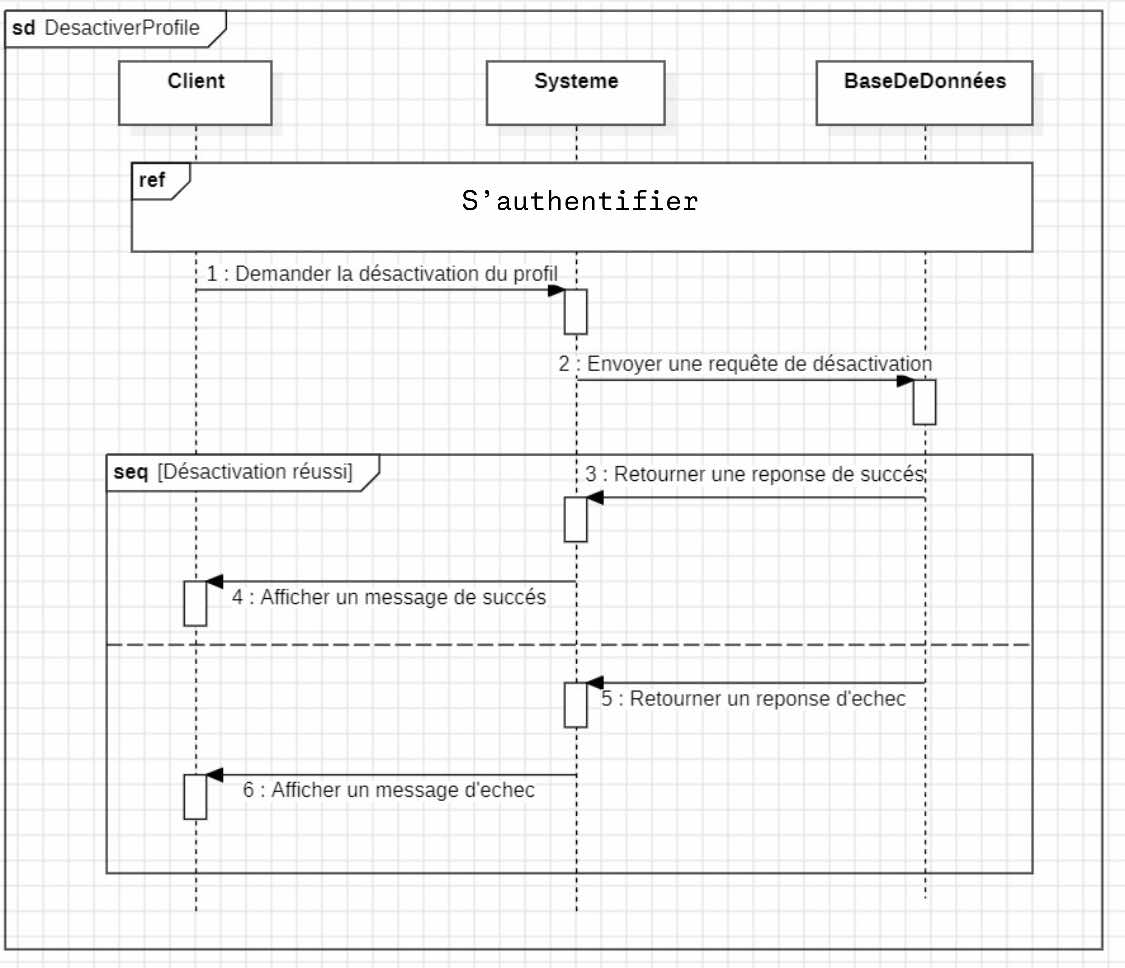 sd DesactiverProfile
Client
Systeme
BaseDeDonnées
ref
S'authentifier
1 : Demander la désactivation du profil
2 : Envoyer une requête de désactivation
seq [Désactivation réussi]
3 : Retourner une reponse de succés
4 : Afficher un message de succés
5 : Retourner un reponse d'echec
6 : Afficher un message d'echec